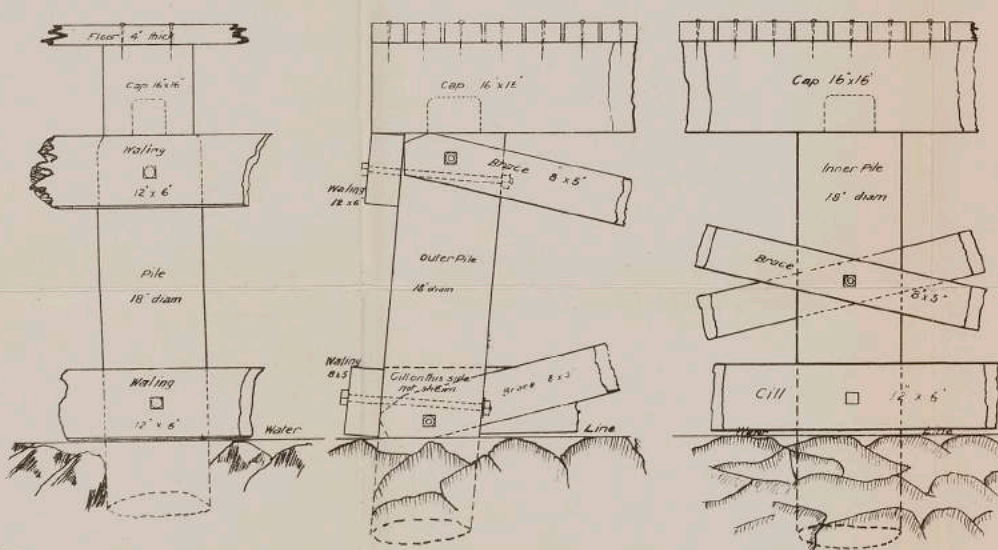 Floor 4" thick
Cap 16"x16"
Waling
12" x 6"
Pile
18" diam
Waling
12" x 6"
Water
Cap 16"x16"
Brace 8 x 5"
Waling
12 x 6"
Outer Pile
18" diam
Waling
8 x 5
Cill on this side
not shewn
Brace 8 x 5"
Line
Cap 16"x16"
Inner Pile
18" diam
Brace
8" x 5"
Cill 12" x 6"
Water Line